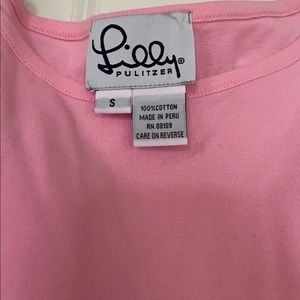 Lilly®
PULITZER
S
100%COTTON
MADE IN PERU
RN 88189
CARE ON REVERSE